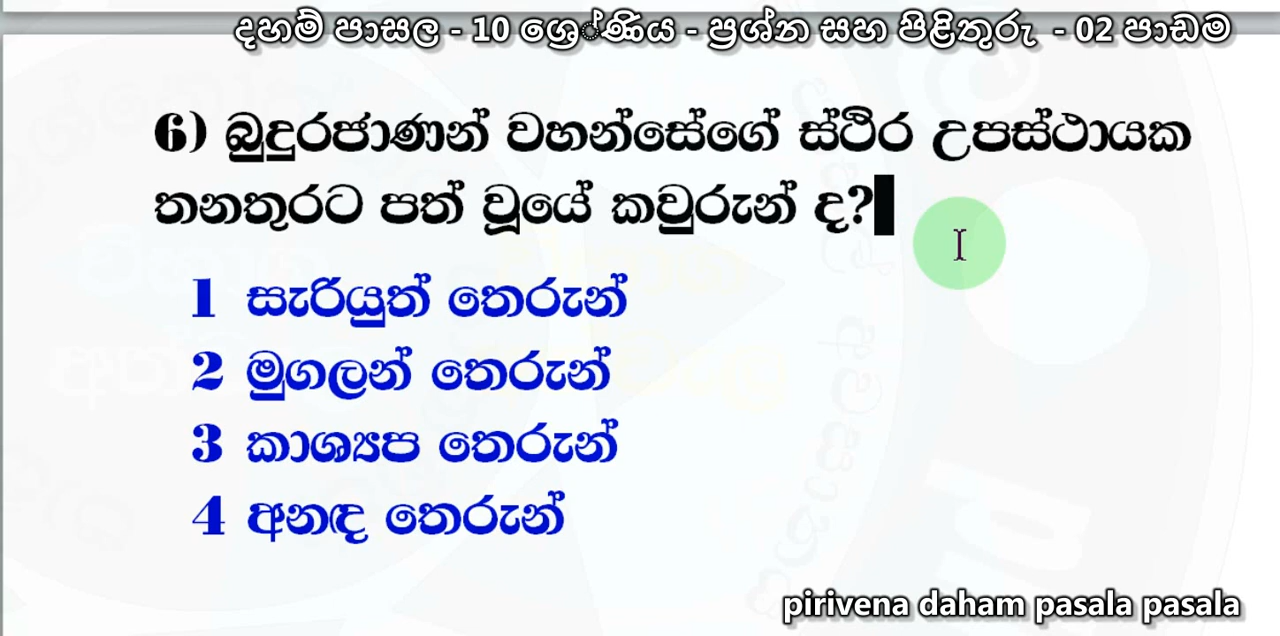 දහම් පාසල - 10 ශ්‍රේණිය - ප්‍රශ්න සහ පිළිතුරු - 02 පාඩම
6) බුදුරජාණන් වහන්සේගේ ස්ථිර උපස්ථායක
තනතුරට පත් වූයේ කවුරුන් ද?
1 සැරියුත් තෙරුන්
2 මුගලන් තෙරුන්
3 කාශ්‍යප තෙරුන්
4 අනඳ තෙරුන්
pirivena daham pasala pasala